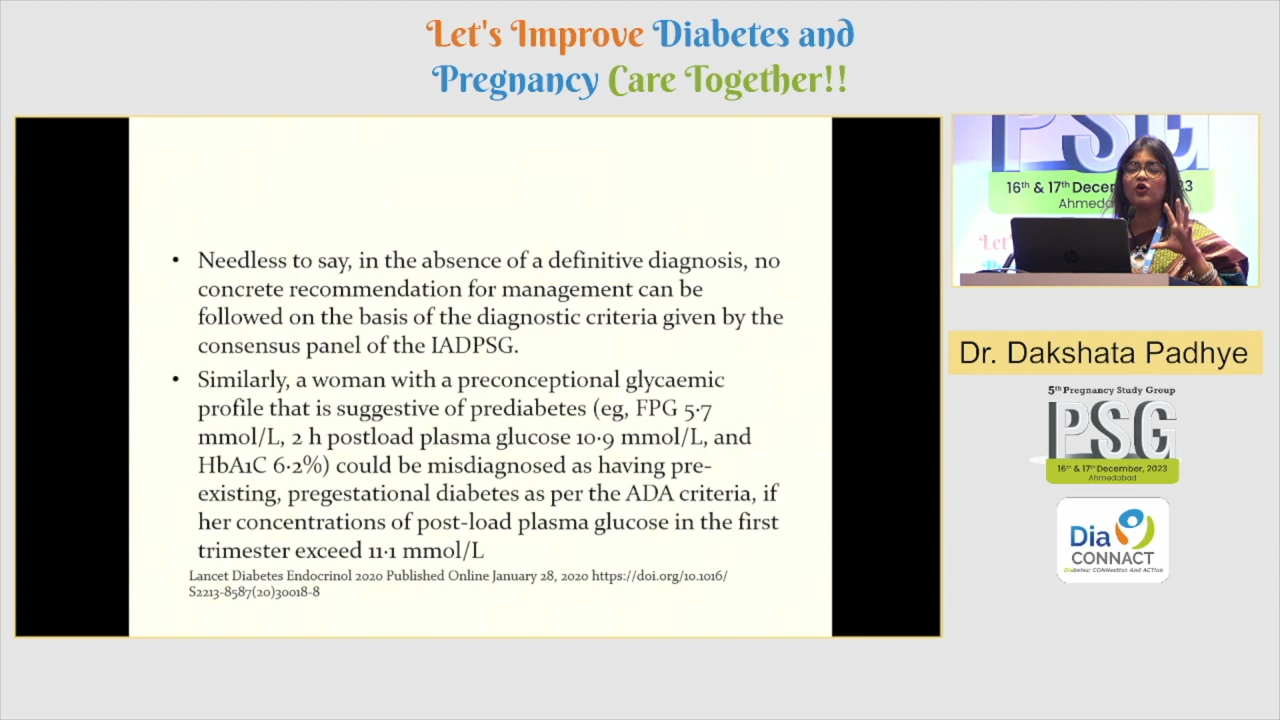 Let's Improve Diabetes and
Pregnancy Care Together!!
• Needless to say, in the absence of a definitive diagnosis, no
concrete recommendation for management can be
followed on the basis of the diagnostic criteria given by the
consensus panel of the IADPSG.
• Similarly, a woman with a preconceptional glycaemic
profile that is suggestive of prediabetes (eg, FPG 5·7
mmol/L, 2 h postload plasma glucose 10·9 mmol/L, and
HbA1C 6·2%) could be misdiagnosed as having pre-
existing, pregestational diabetes as per the ADA criteria, if
her concentrations of post-load plasma glucose in the first
trimester exceed 11·1 mmol/L
Lancet Diabetes Endocrinol 2020 Published Online January 28, 2020 https://doi.org/10.1016/
S2213-8587(20)30018-8
PSG
16th & 17th Decem 23
Ahmeda
Let'
Dr. Dakshata Padhye
5th Pregnancy Study Group
PSG
16th & 17th December, 2023
Ahmedabad
Dia
CONNACT
Diabetes: CONNection And ACTion